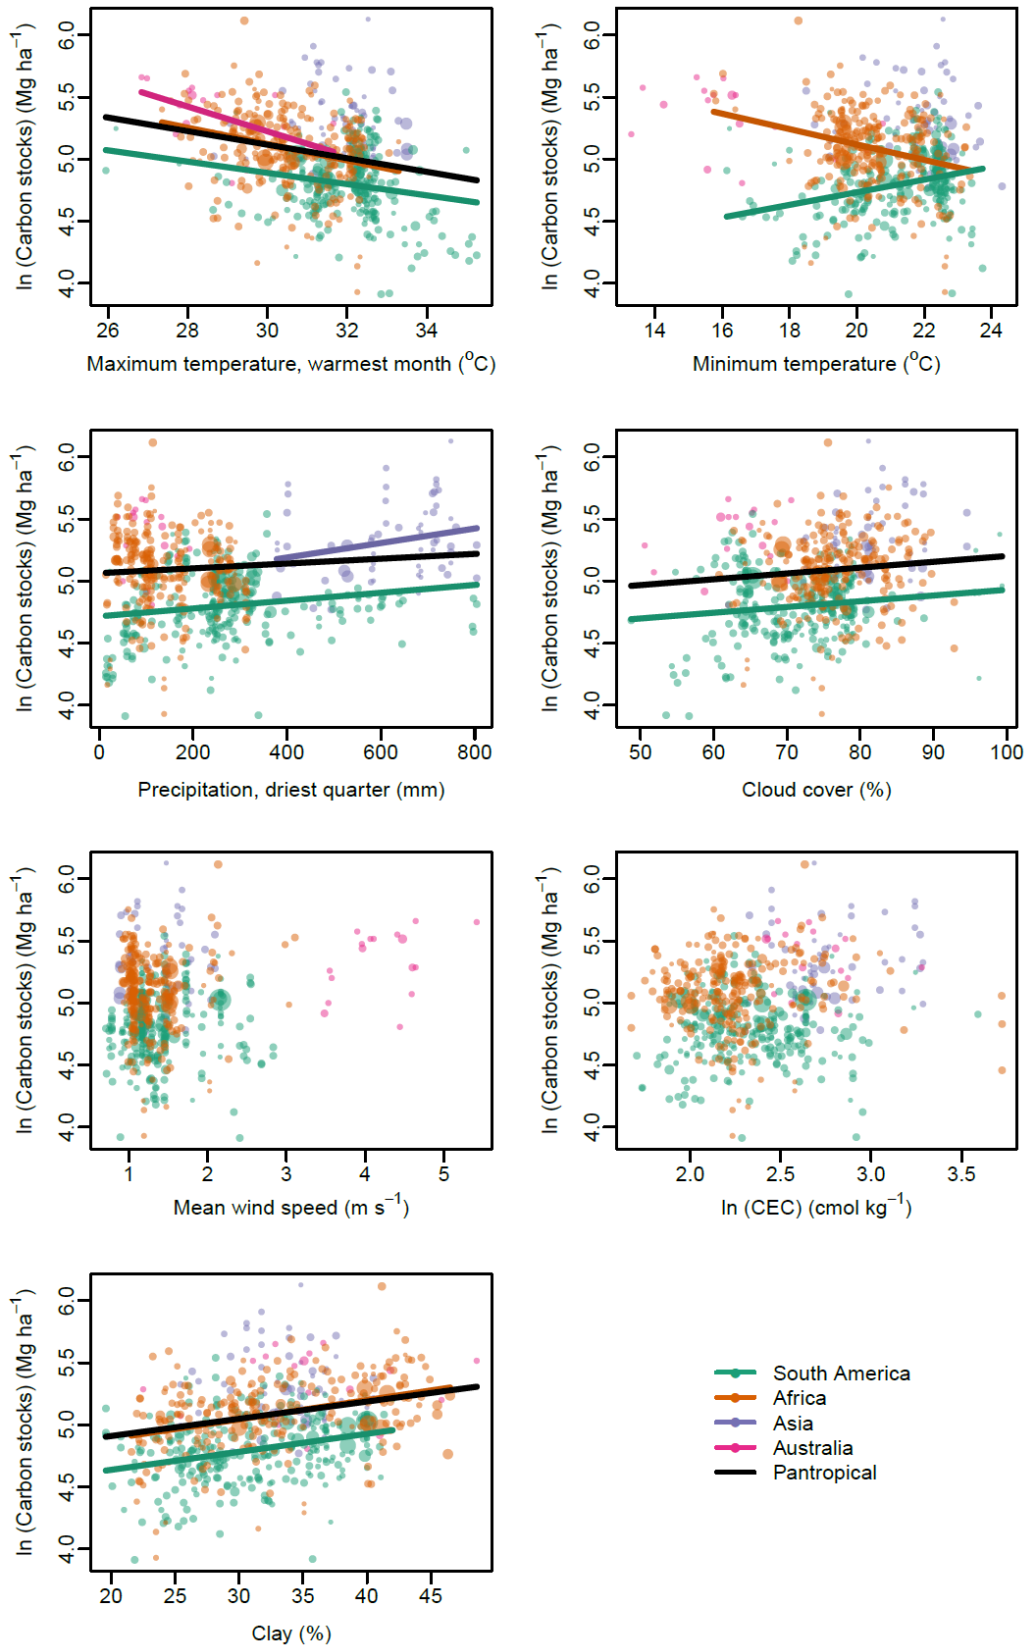 ln (Carbon stocks) (Mg ha⁻¹)
4.0 4.5 5.0 5.5 6.0
26 28 30 32 34
Maximum temperature, warmest month (°C)
ln (Carbon stocks) (Mg ha⁻¹)
4.0 4.5 5.0 5.5 6.0
14 16 18 20 22 24
Minimum temperature (°C)
ln (Carbon stocks) (Mg ha⁻¹)
4.0 4.5 5.0 5.5 6.0
0 200 400 600 800
Precipitation, driest quarter (mm)
ln (Carbon stocks) (Mg ha⁻¹)
4.0 4.5 5.0 5.5 6.0
50 60 70 80 90 100
Cloud cover (%)
ln (Carbon stocks) (Mg ha⁻¹)
4.0 4.5 5.0 5.5 6.0
1 2 3 4 5
Mean wind speed (m s⁻¹)
ln (Carbon stocks) (Mg ha⁻¹)
4.0 4.5 5.0 5.5 6.0
2.0 2.5 3.0 3.5
ln (CEC) (cmol kg⁻¹)
ln (Carbon stocks) (Mg ha⁻¹)
4.0 4.5 5.0 5.5 6.0
20 25 30 35 40 45
Clay (%)
South America
Africa
Asia
Australia
Pantropical